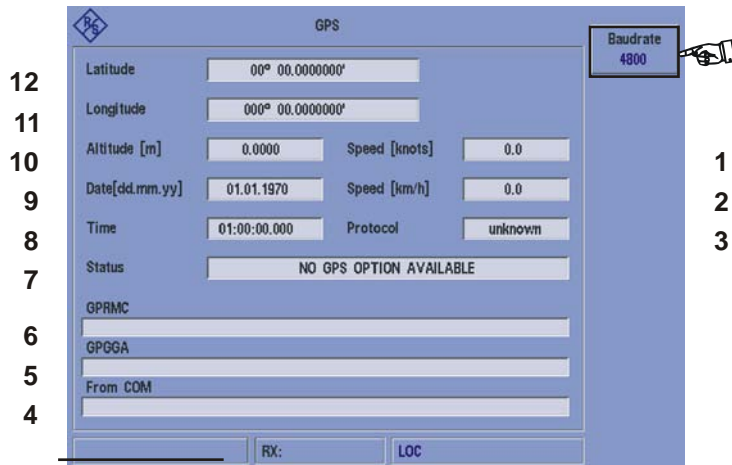 R&S
GPS
Baudrate
4800
12 Latitude 00° 00.0000000'
11 Longitude 000° 00.0000000'
10 Altitude [m] 0.0000 Speed [knots] 0.0 1
9 Date[dd.mm.yy] 01.01.1970 Speed [km/h] 0.0 2
8 Time 01:00:00.000 Protocol unknown 3
7 Status NO GPS OPTION AVAILABLE
GPRMC
6
GPGGA
5
From COM
4
RX: LOC